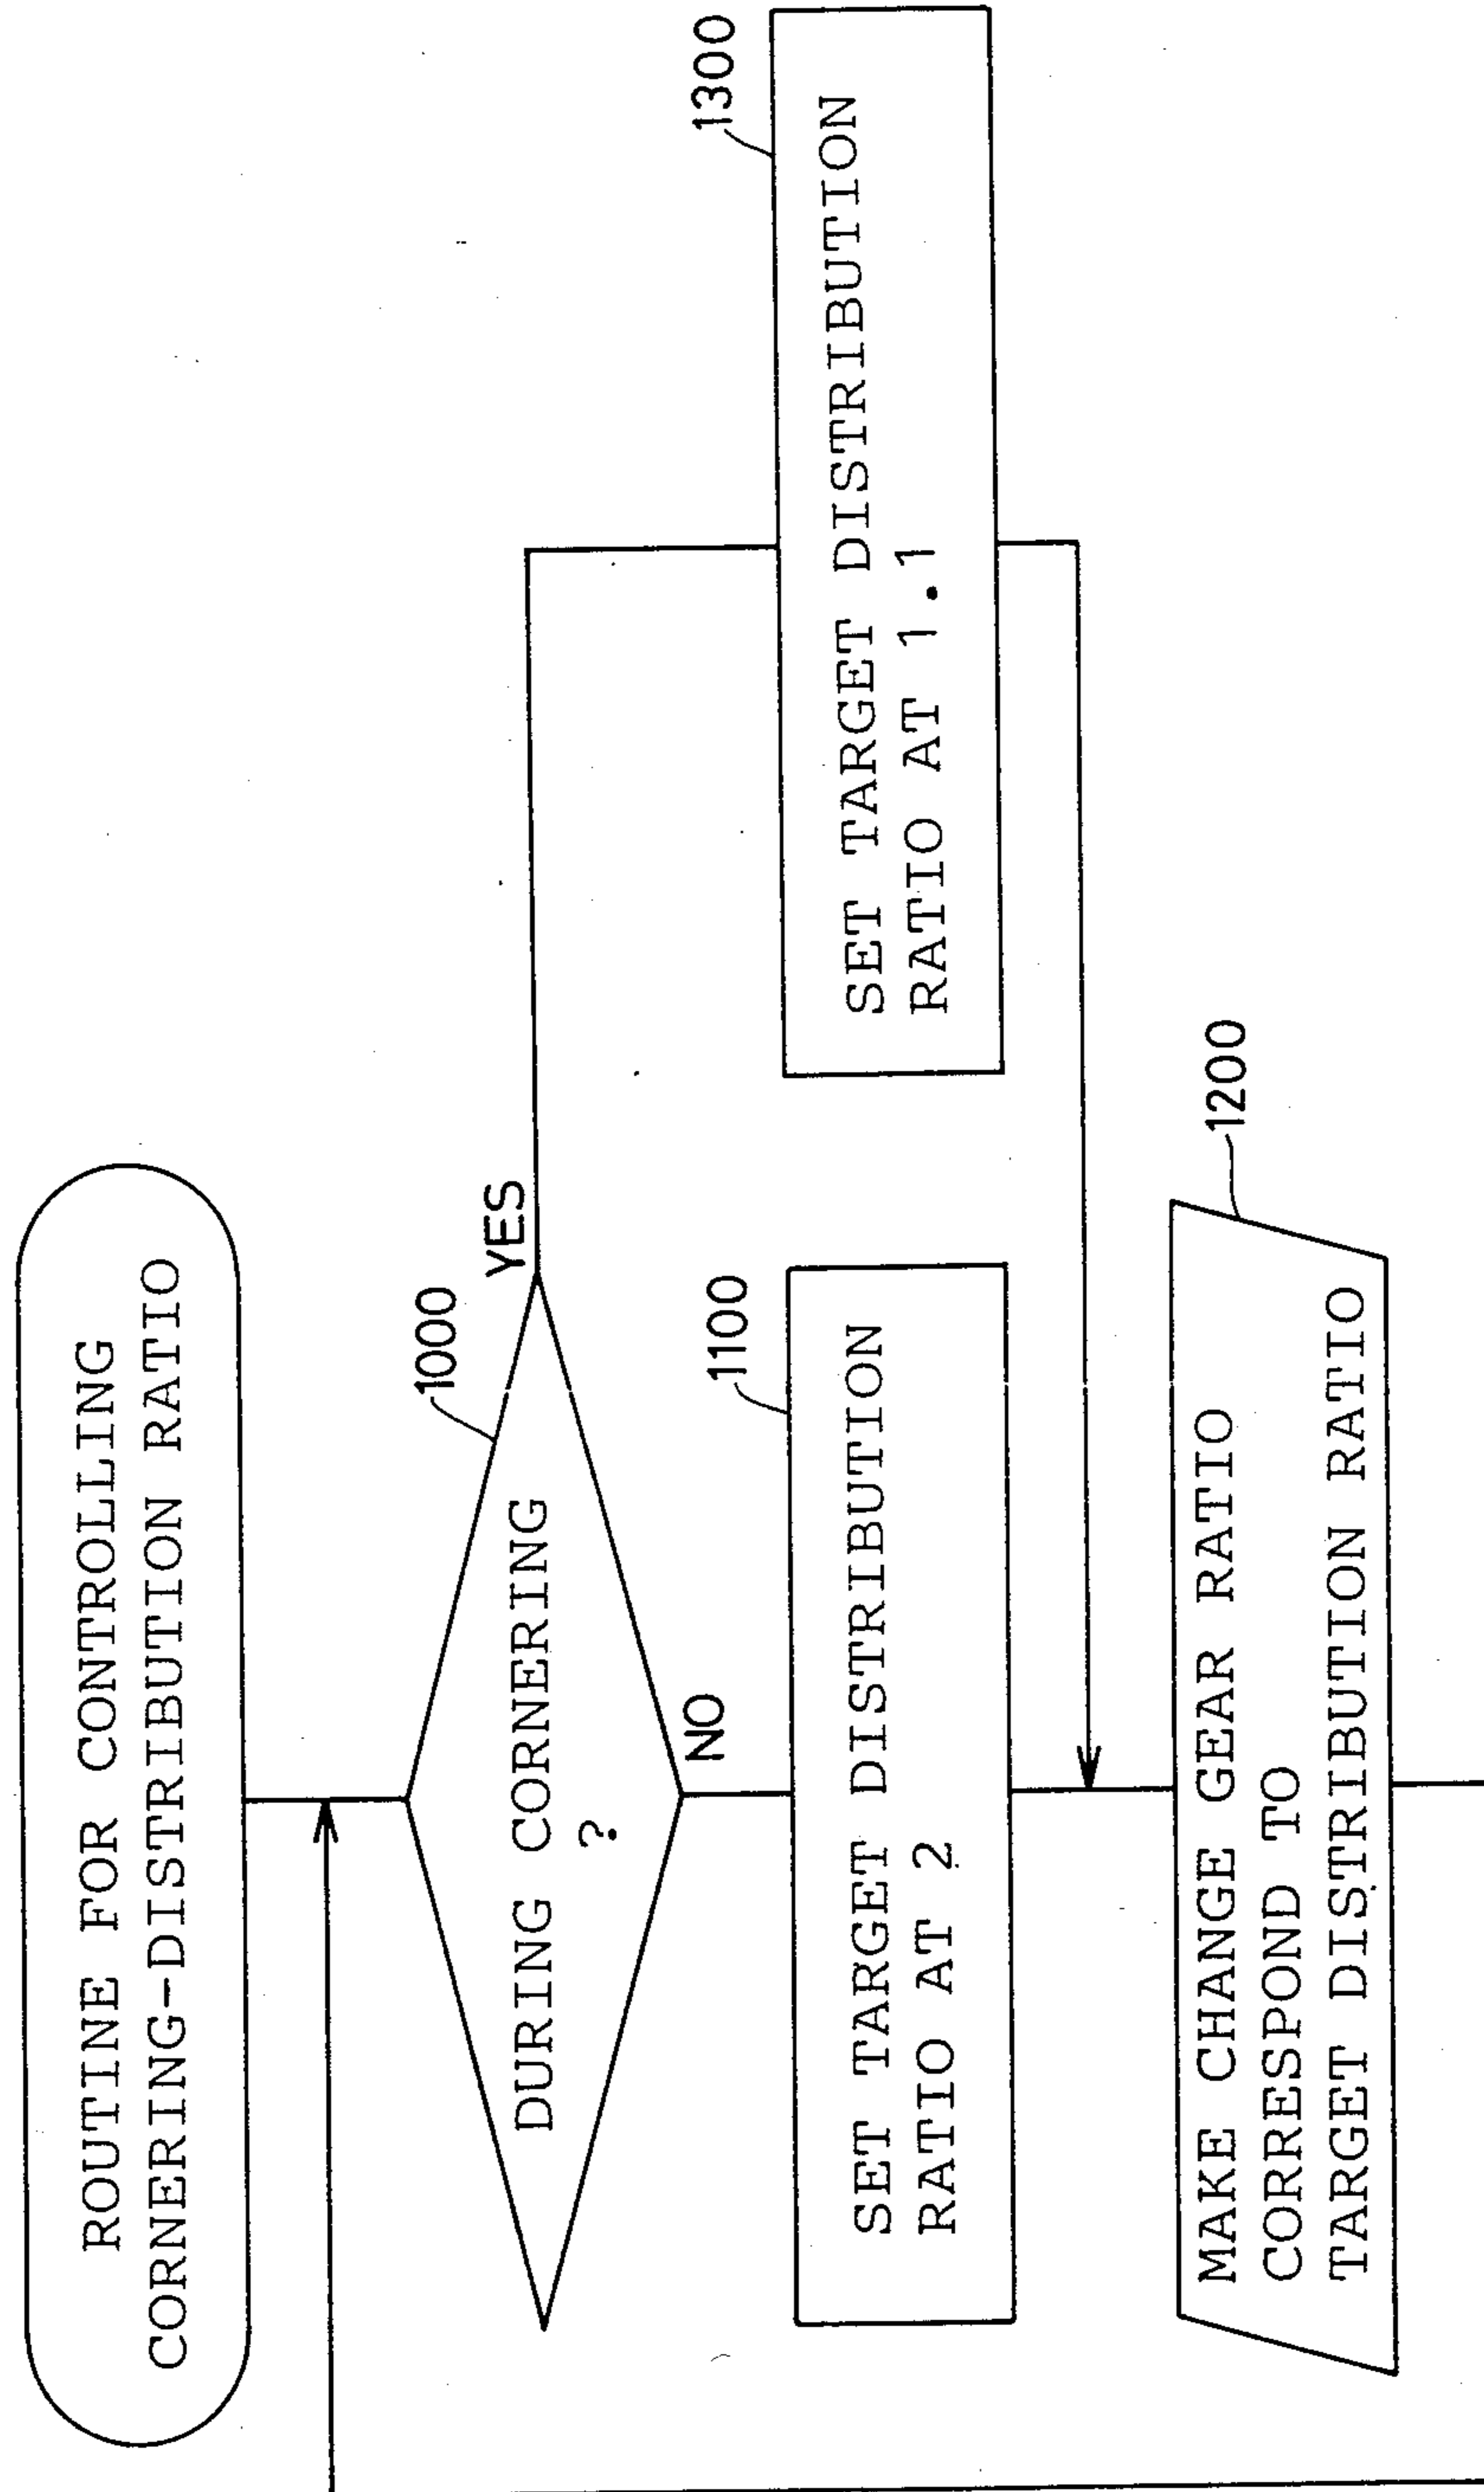 ROUTINE FOR CONTROLLING
CORNERING-DISTRIBUTION RATIO
1000
DURING CORNERING
?
YES
NO
1100
SET TARGET DISTRIBUTION
RATIO AT 2
1300
SET TARGET DISTRIBUTION
RATIO AT 1.1
1200
MAKE CHANGE GEAR RATIO
CORRESPOND TO
TARGET DISTRIBUTION RATIO